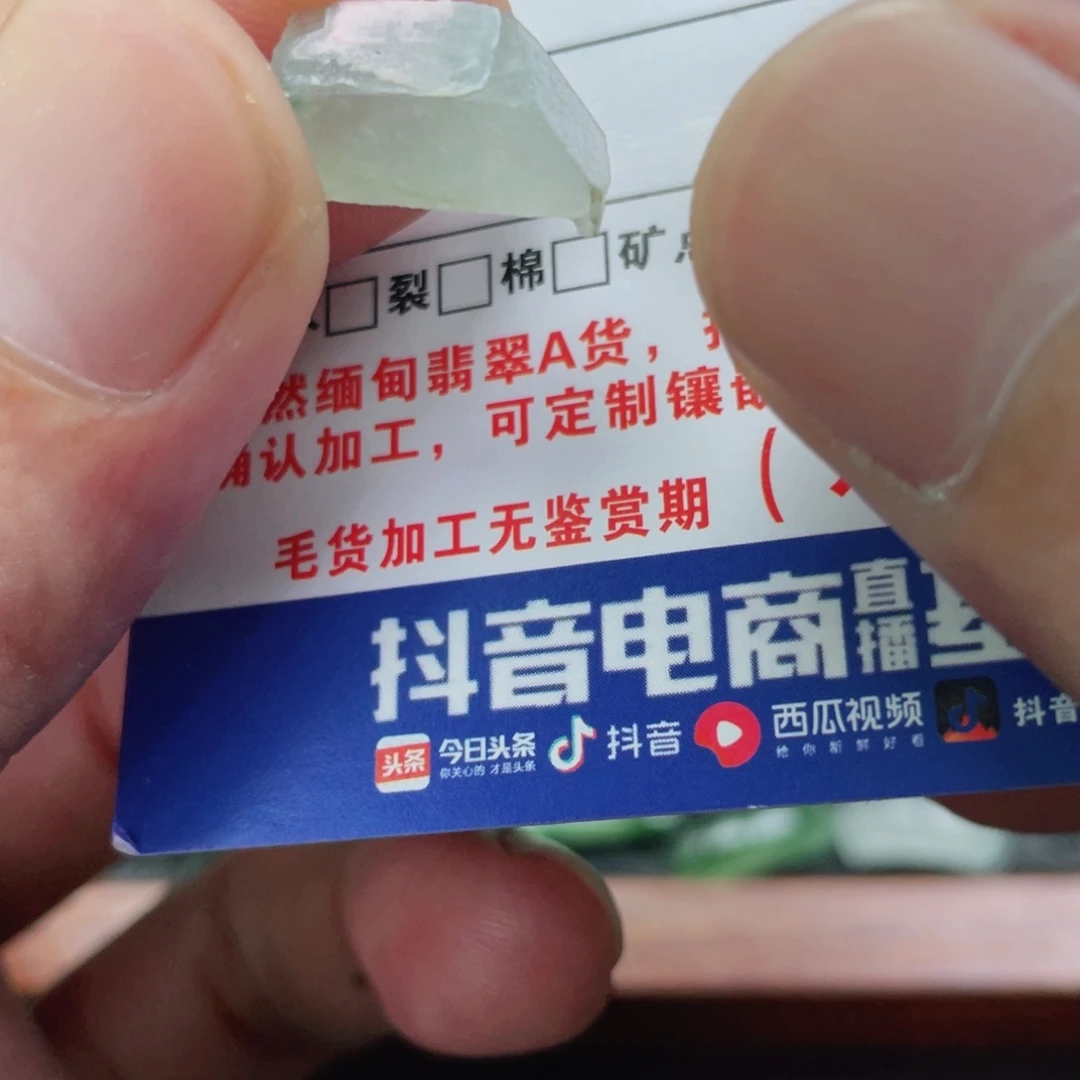 裂 棉 矿
然缅甸翡翠A货，
确认加工，可定制镶
毛货加工无鉴赏期 (
抖音电商直播
头条 今日头条 抖音 西瓜视频 抖音
你关心的 才是头条 给你新鲜好看